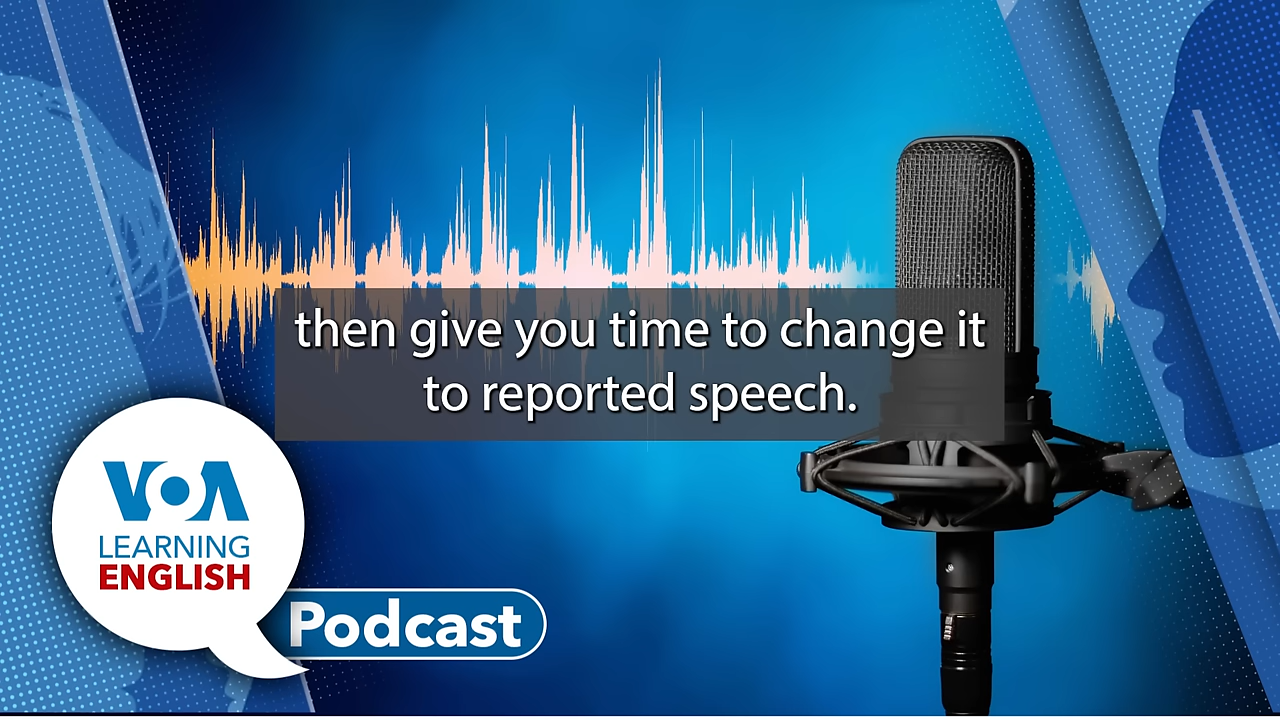 then give you time to change it
to reported speech.
VOA
LEARNING
ENGLISH
Podcast